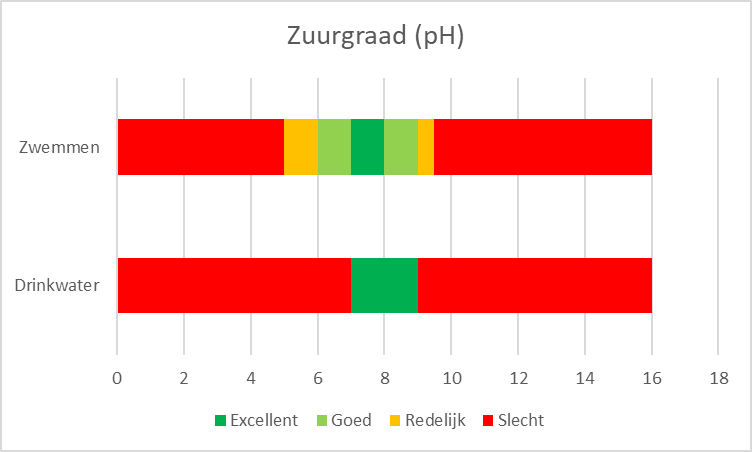 Zuurgraad (pH)
Zwemmen
Drinkwater
0 2 4 6 8 10 12 14 16 18
Excellent Goed Redelijk Slecht